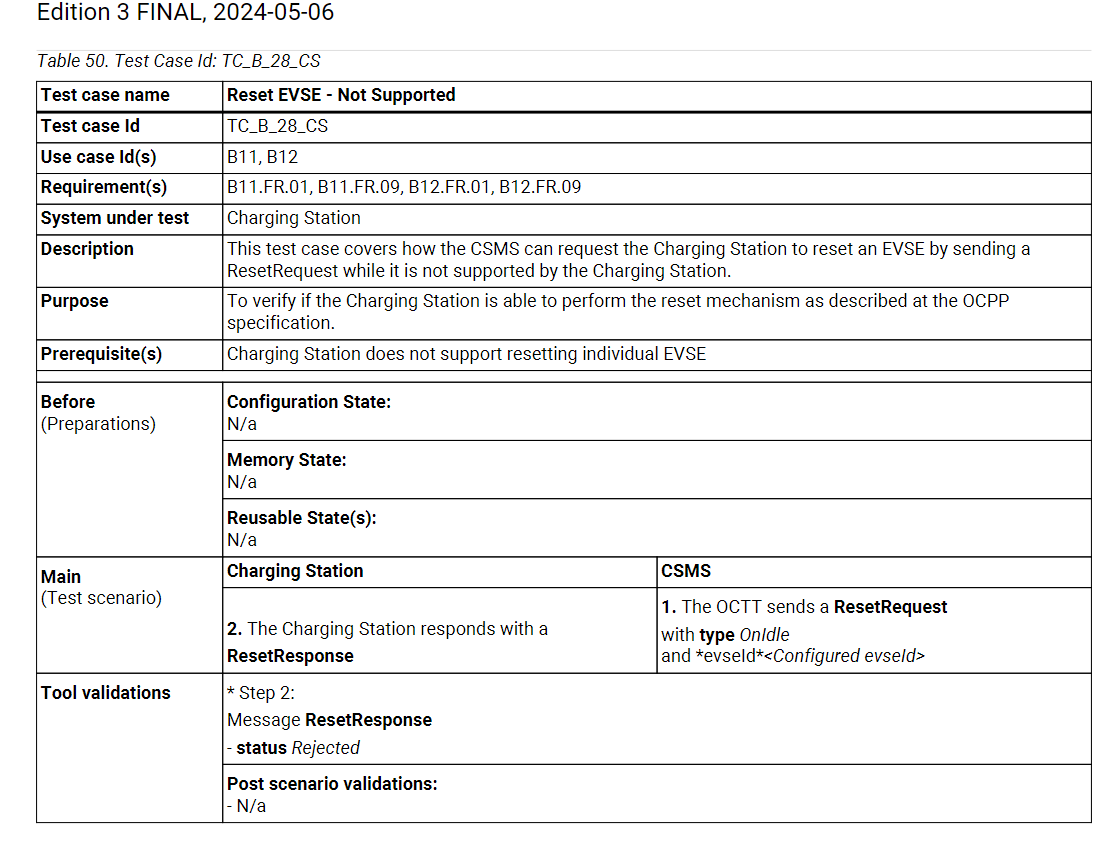 Edition 3 FINAL, 2024-05-06
Table 50. Test Case Id: TC_B_28_CS
Test case name Reset EVSE - Not Supported
Test case Id TC_B_28_CS
Use case Id(s) B11, B12
Requirement(s) B11.FR.01, B11.FR.09, B12.FR.01, B12.FR.09
System under test Charging Station
Description This test case covers how the CSMS can request the Charging Station to reset an EVSE by sending a
ResetRequest while it is not supported by the Charging Station.
Purpose To verify if the Charging Station is able to perform the reset mechanism as described at the OCPP
specification.
Prerequisite(s) Charging Station does not support resetting individual EVSE
Before
(Preparations)
Configuration State:
N/a
Memory State:
N/a
Reusable State(s):
N/a
Main
(Test scenario)
Charging Station CSMS
1. The OCTT sends a ResetRequest
with type OnIdle
and *evseId*<Configured evseId>
2. The Charging Station responds with a
ResetResponse
Tool validations
* Step 2:
Message ResetResponse
- status Rejected
Post scenario validations:
- N/a